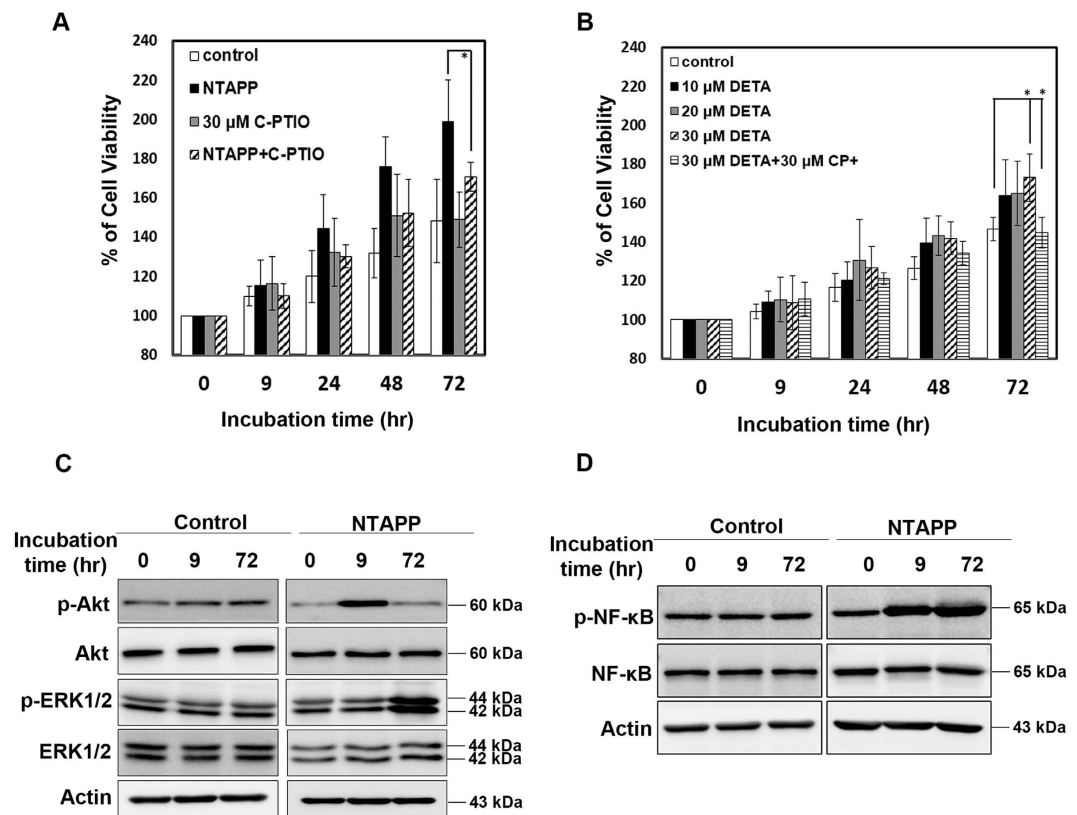 A
240
220
200
180
160
140
120
100
80
% of Cell Viability
control
NTAPP
30 µM C-PTIO
NTAPP+C-PTIO
*
0 9 24 48 72
Incubation time (hr)
B
240
220
200
180
160
140
120
100
80
% of Cell Viability
control
10 µM DETA
20 µM DETA
30 µM DETA
30 µM DETA+30 µM CP+
* *
0 9 24 48 72
Incubation time (hr)
C
Control NTAPP
Incubation
time (hr) 0 9 72 0 9 72
p-Akt 60 kDa
Akt 60 kDa
p-ERK1/2 44 kDa
42 kDa
ERK1/2 44 kDa
42 kDa
Actin 43 kDa
D
Control NTAPP
Incubation
time (hr) 0 9 72 0 9 72
p-NF-κB 65 kDa
NF-κB 65 kDa
Actin 43 kDa